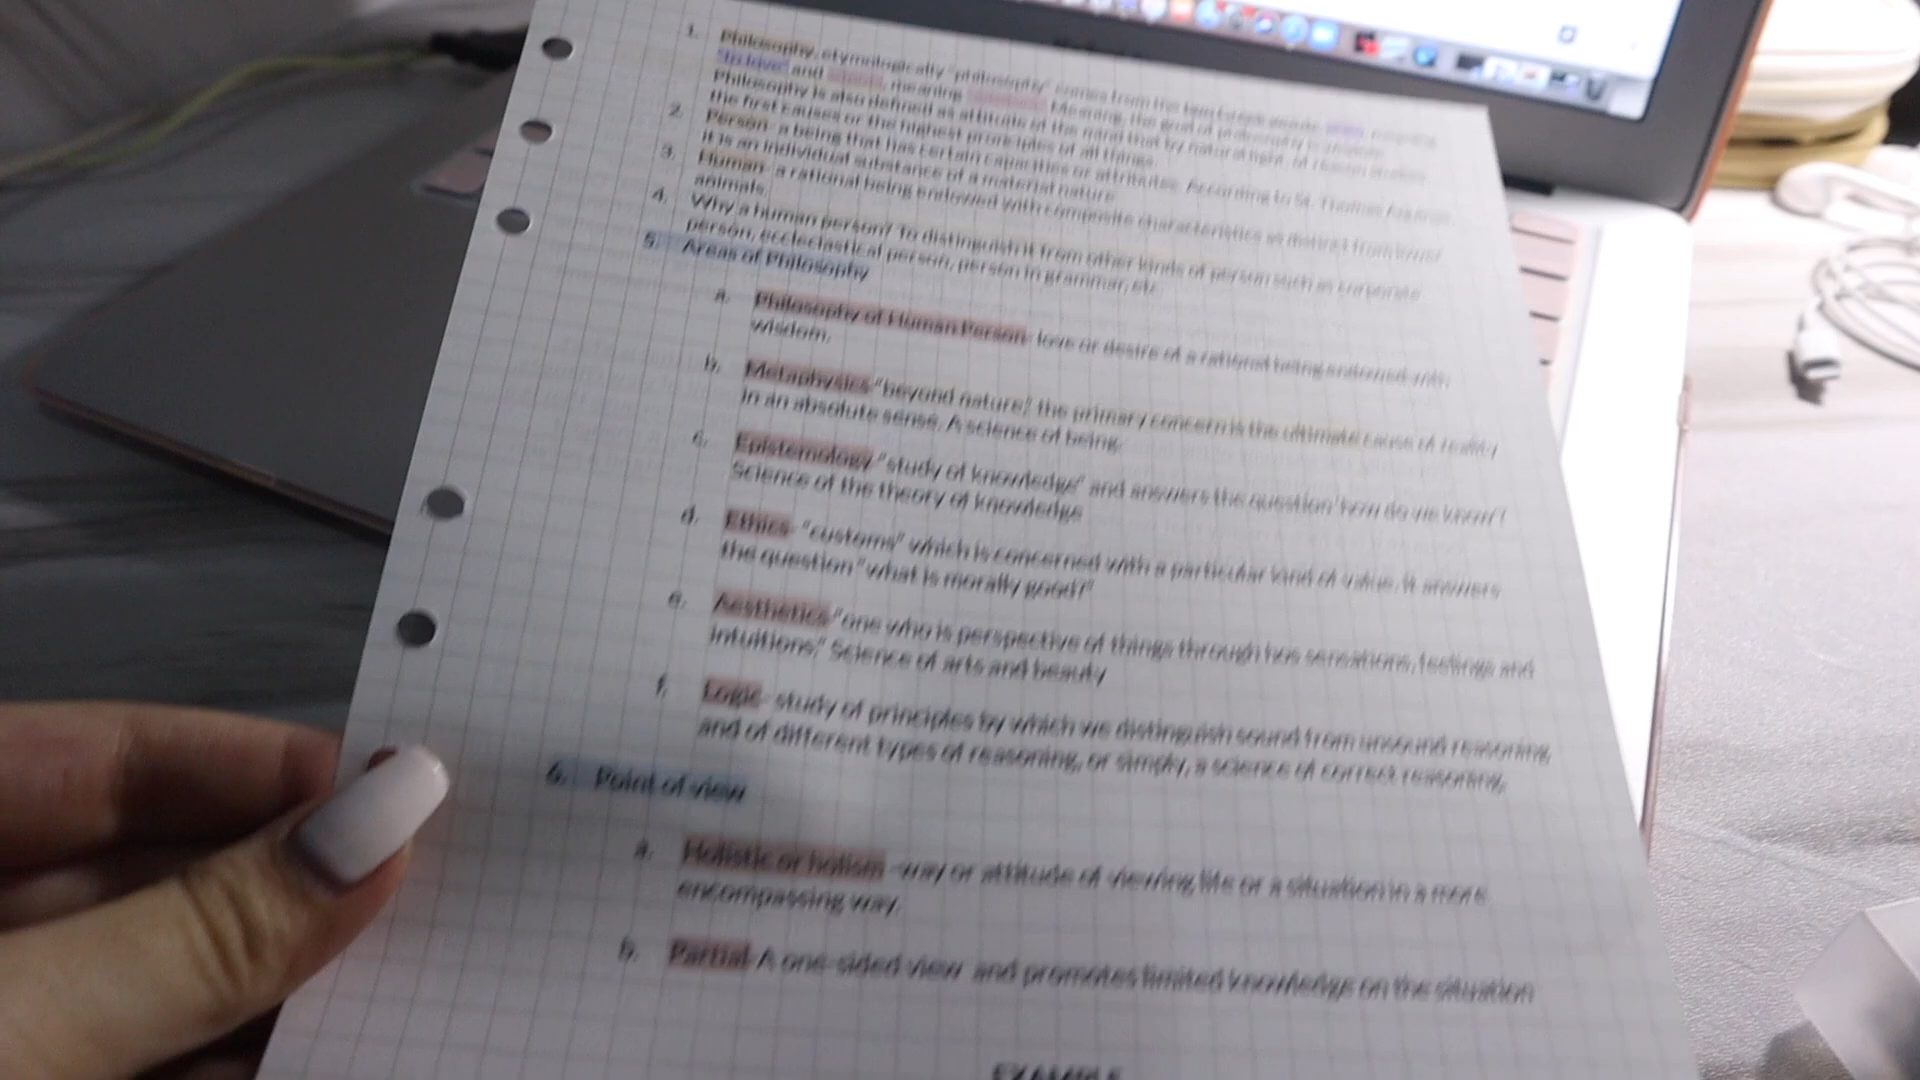 1. Philosophy, etymologically "philosophy" comes from the two Greek words
"to love" and meaning Meaning, the goal of philosophy is
Philosophy is also defined as attitude of the mind that by natural light of reason studies
the first causes or the highest principles of all things.
2. Person- a being that has certain capacities or attributes. According to St. Thomas
it is an individual substance of a material nature
3. Human- a rational being endowed with composite characteristics as distinct from
animals.
4. Why a human person? To distinguish it from other kinds of person such as corporate
person, eccleciastical person, person in grammar, etc.
5. Areas of Philosophy
a. Philosophy of Human Person- love or desire of a rational being endowed with
wisdom.
b. Metaphysics-"beyond nature," the primary concern is the ultimate cause of reality
in an absolute sense. A science of being.
c. Epistemology-"study of knowledge" and answers the question 'how do we know'?
Science of the theory of knowledge
d. Ethics- "customs" which is concerned with a particular kind of value. It answers
the question "what is morally good?"
e. Aesthetics-"one who is perspective of things through hos sensations, feelings and
intuitions," Science of arts and beauty
f. Logic- study of principles by which we distinguish sound from unsound reasoning,
and of different types of reasoning, or simply, a science of correct reasoning.
6. Point of view
a. Holistic or holism -way or attitude of viewing life or a situation in a more
encompassing way.
b. Partial- A one-sided view and promotes limited knowledge on the situation
EXAMPLE